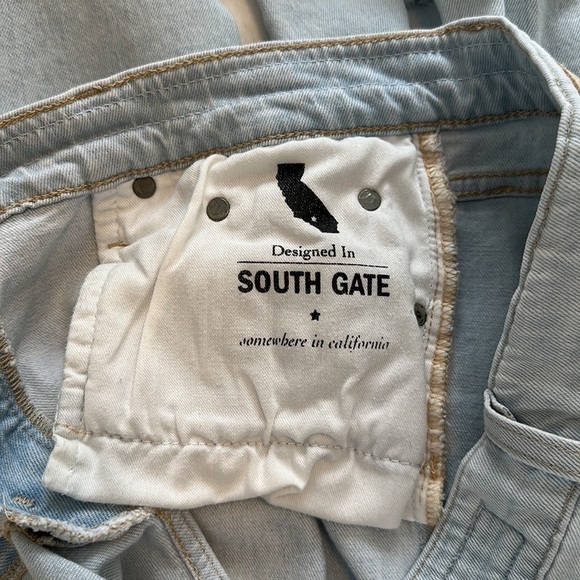 Designed In
SOUTH GATE
somewhere in california